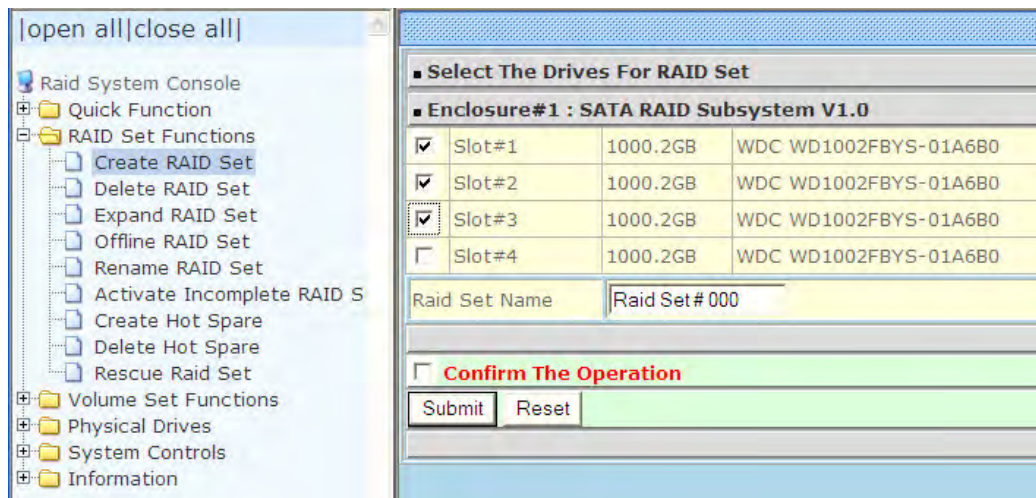 |open all|close all|
Raid System Console
Quick Function
RAID Set Functions
Create RAID Set
Delete RAID Set
Expand RAID Set
Offline RAID Set
Rename RAID Set
Activate Incomplete RAID S
Create Hot Spare
Delete Hot Spare
Rescue Raid Set
Volume Set Functions
Physical Drives
System Controls
Information
Select The Drives For RAID Set
Enclosure#1 : SATA RAID Subsystem V1.0
Slot#1 1000.2GB WDC WD1002FBYS-01A6B0
Slot#2 1000.2GB WDC WD1002FBYS-01A6B0
Slot#3 1000.2GB WDC WD1002FBYS-01A6B0
Slot#4 1000.2GB WDC WD1002FBYS-01A6B0
Raid Set Name Raid Set # 000
Confirm The Operation
Submit Reset